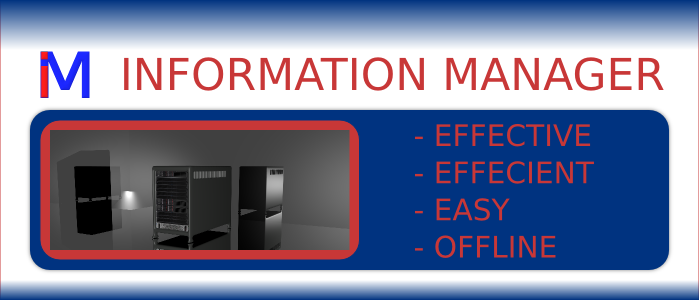 iM INFORMATION MANAGER
- EFFECTIVE
- EFFECIENT
- EASY
- OFFLINE